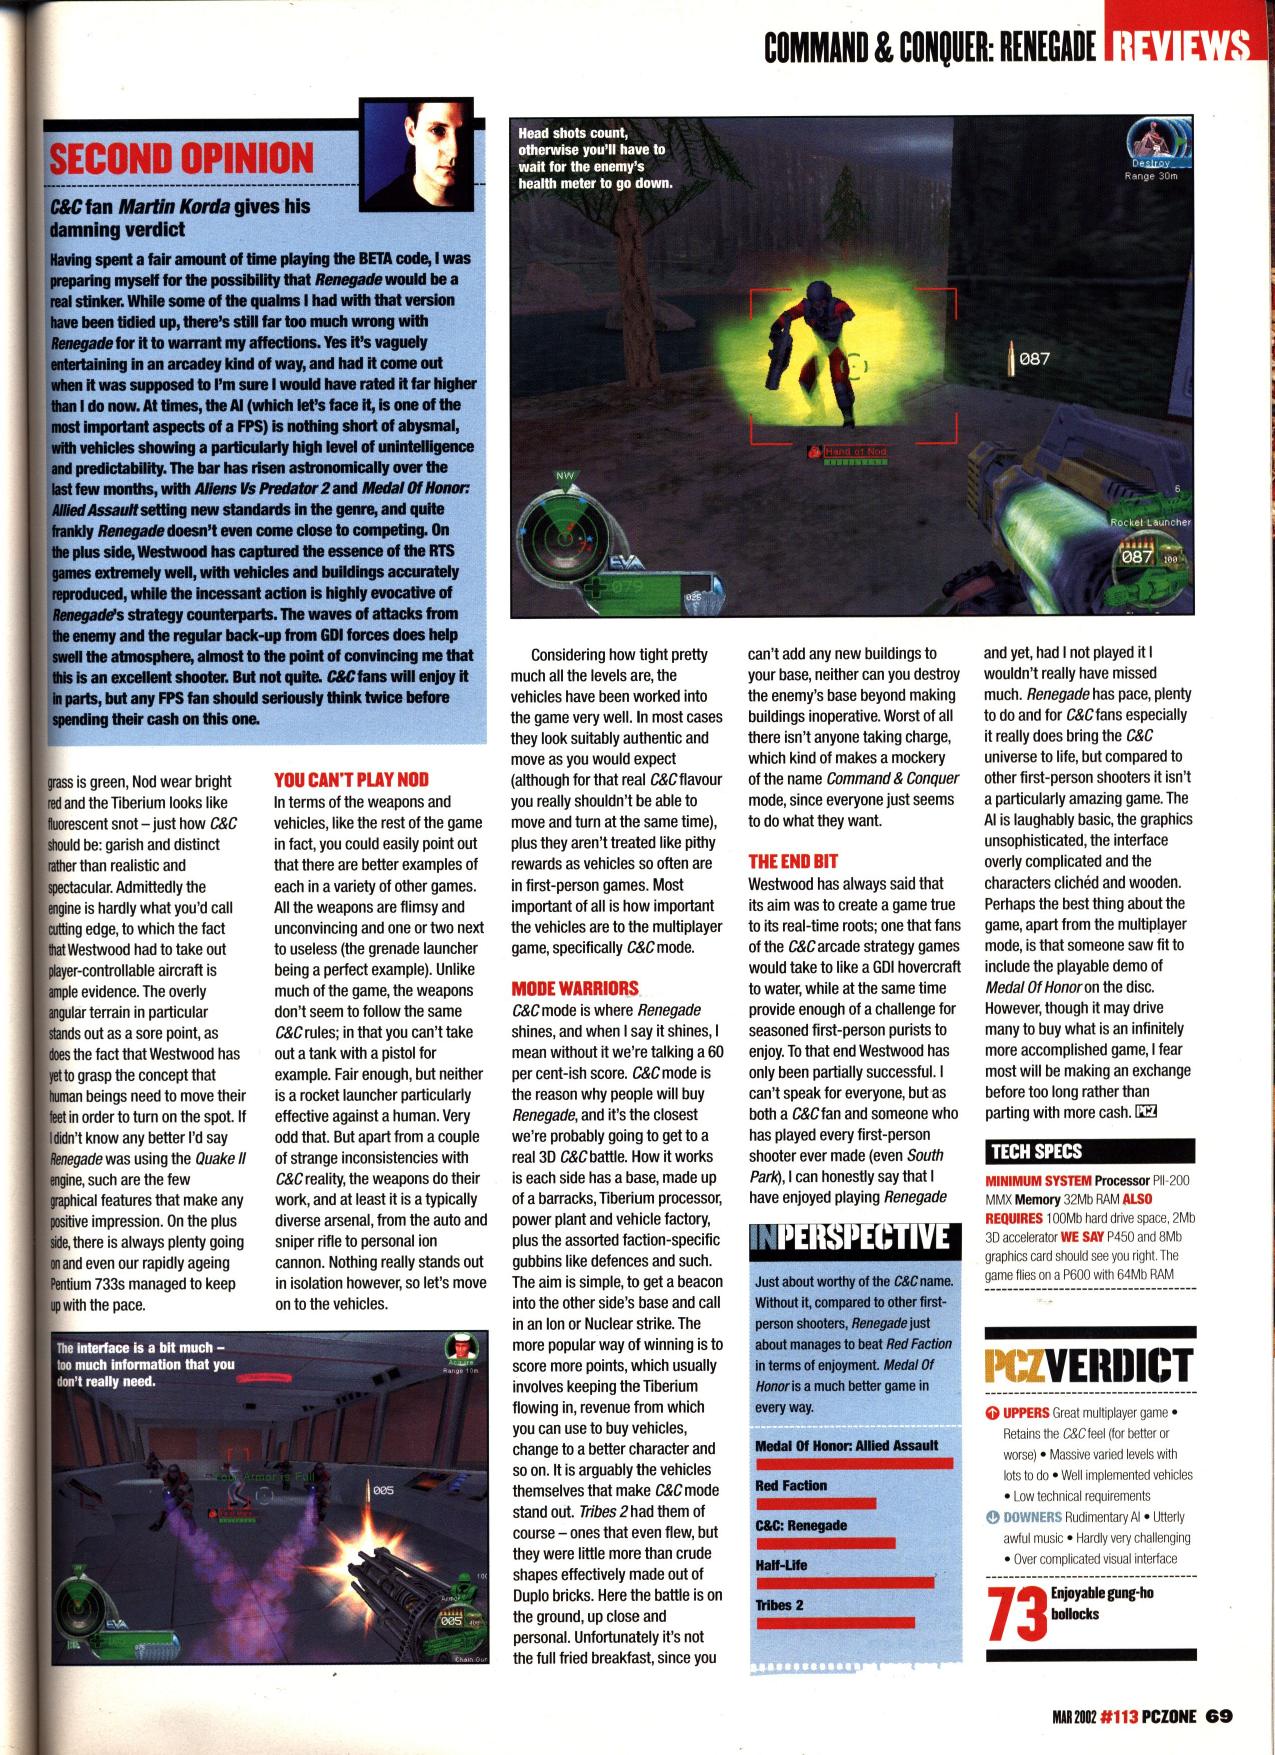 COMMAND & CONQUER: RENEGADE REVIEWS
SECOND OPINION
C&C fan Martin Korda gives his
damning verdict
Having spent a fair amount of time playing the BETA code, I was
preparing myself for the possibility that Renegade would be a
real stinker. While some of the qualms I had with that version
have been tidied up, there's still far too much wrong with
Renegade for it to warrant my affections. Yes it's vaguely
entertaining in an arcadey kind of way, and had it come out
when it was supposed to I'm sure I would have rated it far higher
than I do now. At times, the AI (which let's face it, is one of the
most important aspects of a FPS) is nothing short of abysmal,
with vehicles showing a particularly high level of unintelligence
and predictability. The bar has risen astronomically over the
last few months, with Aliens Vs Predator 2 and Medal Of Honor:
Allied Assault setting new standards in the genre, and quite
frankly Renegade doesn't even come close to competing. On
the plus side, Westwood has captured the essence of the RTS
games extremely well, with vehicles and buildings accurately
reproduced, while the incessant action is highly evocative of
Renegade's strategy counterparts. The waves of attacks from
the enemy and the regular back-up from GDI forces does help
swell the atmosphere, almost to the point of convincing me that
this is an excellent shooter. But not quite. C&C fans will enjoy it
in parts, but any FPS fan should seriously think twice before
spending their cash on this one.
Head shots count,
otherwise you'll have to
wait for the enemy's
health meter to go down.
Destroy
Range 30m
087
Hand of Nod
NW
EVA
079
026
6
Rocket Launcher
087 100
grass is green, Nod wear bright
red and the Tiberium looks like
fluorescent snot – just how C&C
should be: garish and distinct
rather than realistic and
spectacular. Admittedly the
engine is hardly what you'd call
cutting edge, to which the fact
that Westwood had to take out
player-controllable aircraft is
ample evidence. The overly
angular terrain in particular
stands out as a sore point, as
does the fact that Westwood has
yet to grasp the concept that
human beings need to move their
feet in order to turn on the spot. If
I didn't know any better I'd say
Renegade was using the Quake II
engine, such are the few
graphical features that make any
positive impression. On the plus
side, there is always plenty going
on and even our rapidly ageing
Pentium 733s managed to keep
up with the pace.
YOU CAN'T PLAY NOD
In terms of the weapons and
vehicles, like the rest of the game
in fact, you could easily point out
that there are better examples of
each in a variety of other games.
All the weapons are flimsy and
unconvincing and one or two next
to useless (the grenade launcher
being a perfect example). Unlike
much of the game, the weapons
don't seem to follow the same
C&C rules; in that you can't take
out a tank with a pistol for
example. Fair enough, but neither
is a rocket launcher particularly
effective against a human. Very
odd that. But apart from a couple
of strange inconsistencies with
C&C reality, the weapons do their
work, and at least it is a typically
diverse arsenal, from the auto and
sniper rifle to personal ion
cannon. Nothing really stands out
in isolation however, so let's move
on to the vehicles.
The interface is a bit much –
too much information that you
don't really need.
Acquire
Range 10m
Your Armor is Full
005
EVA
Armor
005
Chain Gun
Considering how tight pretty
much all the levels are, the
vehicles have been worked into
the game very well. In most cases
they look suitably authentic and
move as you would expect
(although for that real C&C flavour
you really shouldn't be able to
move and turn at the same time),
plus they aren't treated like pithy
rewards as vehicles so often are
in first-person games. Most
important of all is how important
the vehicles are to the multiplayer
game, specifically C&C mode.
MODE WARRIORS
C&C mode is where Renegade
shines, and when I say it shines, I
mean without it we're talking a 60
per cent-ish score. C&C mode is
the reason why people will buy
Renegade, and it's the closest
we're probably going to get to a
real 3D C&C battle. How it works
is each side has a base, made up
of a barracks, Tiberium processor,
power plant and vehicle factory,
plus the assorted faction-specific
gubbins like defences and such.
The aim is simple, to get a beacon
into the other side's base and call
in an Ion or Nuclear strike. The
more popular way of winning is to
score more points, which usually
involves keeping the Tiberium
flowing in, revenue from which
you can use to buy vehicles,
change to a better character and
so on. It is arguably the vehicles
themselves that make C&C mode
stand out. Tribes 2 had them of
course – ones that even flew, but
they were little more than crude
shapes effectively made out of
Duplo bricks. Here the battle is on
the ground, up close and
personal. Unfortunately it's not
the full fried breakfast, since you
can't add any new buildings to
your base, neither can you destroy
the enemy's base beyond making
buildings inoperative. Worst of all
there isn't anyone taking charge,
which kind of makes a mockery
of the name Command & Conquer
mode, since everyone just seems
to do what they want.
THE END BIT
Westwood has always said that
its aim was to create a game true
to its real-time roots; one that fans
of the C&C arcade strategy games
would take to like a GDI hovercraft
to water, while at the same time
provide enough of a challenge for
seasoned first-person purists to
enjoy. To that end Westwood has
only been partially successful. I
can't speak for everyone, but as
both a C&C fan and someone who
has played every first-person
shooter ever made (even South
Park), I can honestly say that I
have enjoyed playing Renegade
and yet, had I not played it I
wouldn't really have missed
much. Renegade has pace, plenty
to do and for C&C fans especially
it really does bring the C&C
universe to life, but compared to
other first-person shooters it isn't
a particularly amazing game. The
AI is laughably basic, the graphics
unsophisticated, the interface
overly complicated and the
characters clichéd and wooden.
Perhaps the best thing about the
game, apart from the multiplayer
mode, is that someone saw fit to
include the playable demo of
Medal Of Honor on the disc.
However, though it may drive
many to buy what is an infinitely
more accomplished game, I fear
most will be making an exchange
before too long rather than
parting with more cash. PCZ
INPERSPECTIVE
Just about worthy of the C&C name.
Without it, compared to other first-
person shooters, Renegade just
about manages to beat Red Faction
in terms of enjoyment. Medal Of
Honor is a much better game in
every way.
Medal Of Honor: Allied Assault
Red Faction
C&C: Renegade
Half-Life
Tribes 2
TECH SPECS
MINIMUM SYSTEM Processor PII-200
MMX Memory 32Mb RAM ALSO
REQUIRES 100Mb hard drive space, 2Mb
3D accelerator WE SAY P450 and 8Mb
graphics card should see you right. The
game flies on a P600 with 64Mb RAM
PCZVERDICT
UPPERS Great multiplayer game •
Retains the C&C feel (for better or
worse) • Massive varied levels with
lots to do • Well implemented vehicles
• Low technical requirements
DOWNERS Rudimentary AI • Utterly
awful music • Hardly very challenging
• Over complicated visual interface
73 Enjoyable gung-ho
bollocks
MAR 2002 #113 PCZONE 69